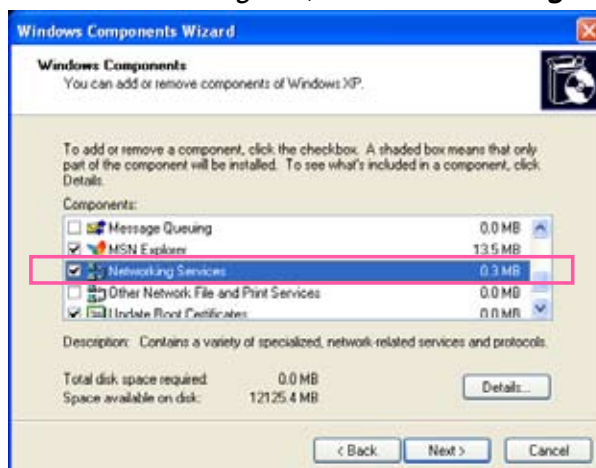 Windows Components Wizard
Windows Components
You can add or remove components of Windows XP.
To add or remove a component, click the checkbox. A shaded box means that only
part of the component will be installed. To see what's included in a component, click
Details.
Components:
Message Queuing 0.0 MB
MSN Explorer 13.5 MB
Networking Services 0.3 MB
Other Network File and Print Services 0.0 MB
Update Root Certificates 0.0 MB
Description: Contains a variety of specialized, network-related services and protocols.
Total disk space required: 0.0 MB
Space available on disk: 12125.4 MB
Details...
< Back Next > Cancel